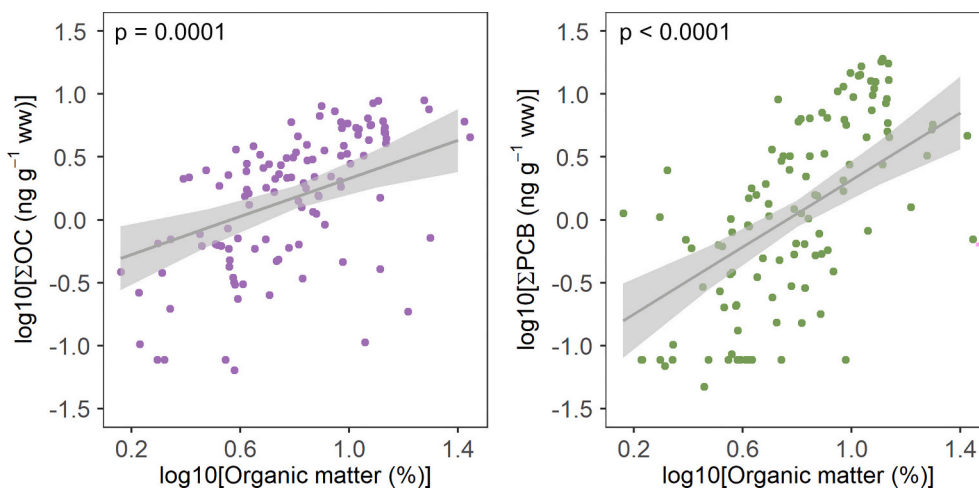 p = 0.0001
log10[ΣOC (ng g⁻¹ ww)]
1.5
1.0
0.5
0.0
-0.5
-1.0
-1.5
0.2 0.6 1.0 1.4
log10[Organic matter (%)]
p < 0.0001
log10[ΣPCB (ng g⁻¹ ww)]
1.5
1.0
0.5
0.0
-0.5
-1.0
-1.5
0.2 0.6 1.0 1.4
log10[Organic matter (%)]